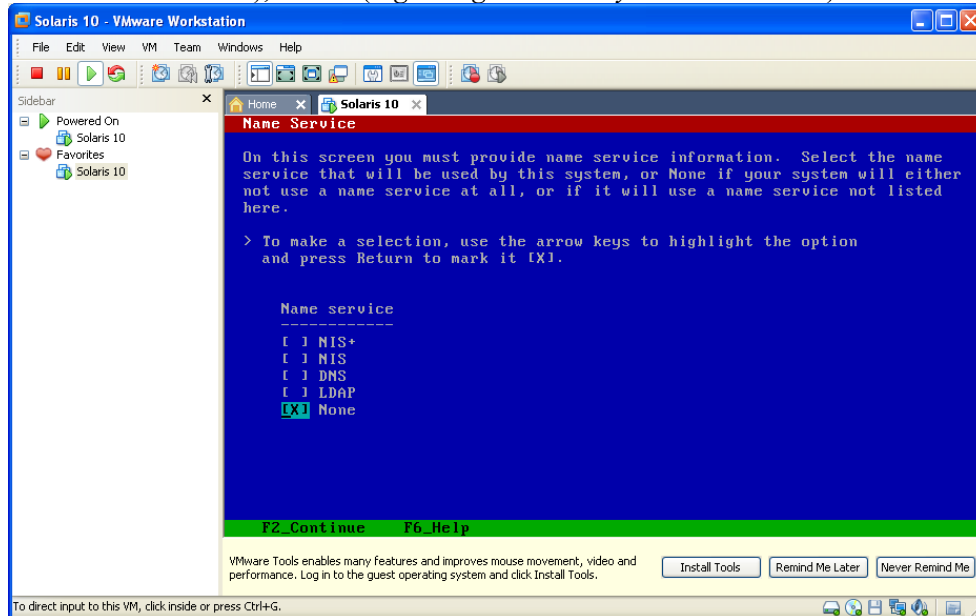 Solaris 10 - VMware Workstation
File Edit View VM Team Windows Help
Sidebar
Powered On
Solaris 10
Favorites
Solaris 10
Home Solaris 10
Name Service
On this screen you must provide name service information. Select the name
service that will be used by this system, or None if your system will either
not use a name service at all, or if it will use a name service not listed
here.
> To make a selection, use the arrow keys to highlight the option
and press Return to mark it [X].
Name service
------------
[ ] NIS+
[ ] NIS
[ ] DNS
[ ] LDAP
[X] None
F2_Continue F6_Help
VMware Tools enables many features and improves mouse movement, video and
performance. Log in to the guest operating system and click Install Tools.
Install Tools Remind Me Later Never Remind Me
To direct input to this VM, click inside or press Ctrl+G.